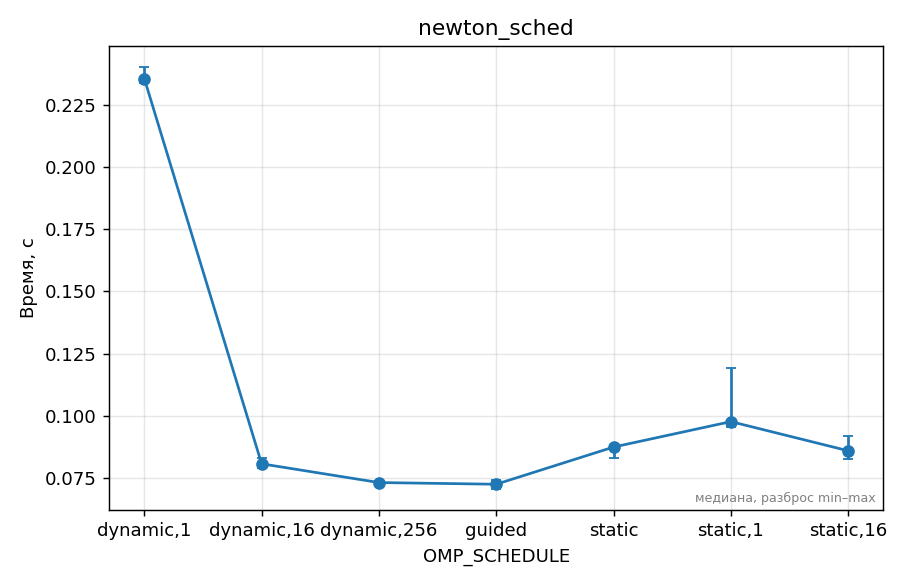 newton_sched
Время, с
0.225
0.200
0.175
0.150
0.125
0.100
0.075
медиана, разброс min–max
dynamic,1 dynamic,16 dynamic,256 guided static static,1 static,16
OMP_SCHEDULE